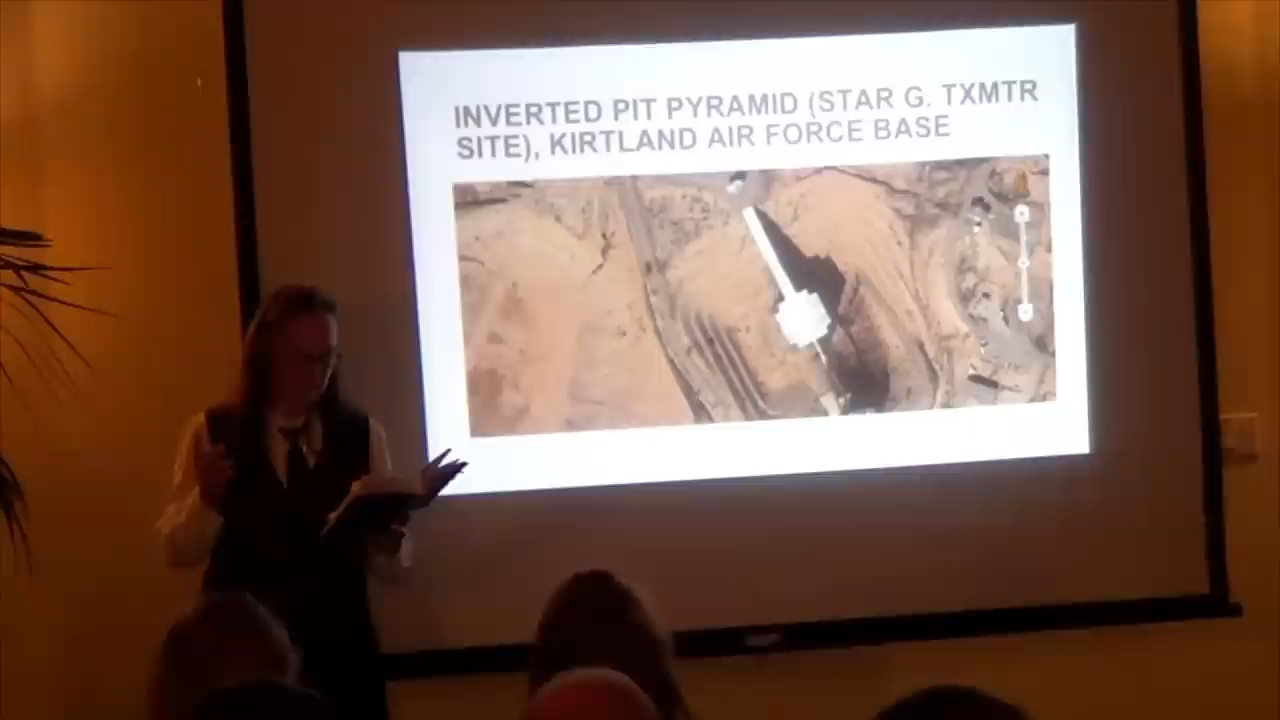 INVERTED PIT PYRAMID (STAR G. TXMTR
SITE), KIRTLAND AIR FORCE BASE